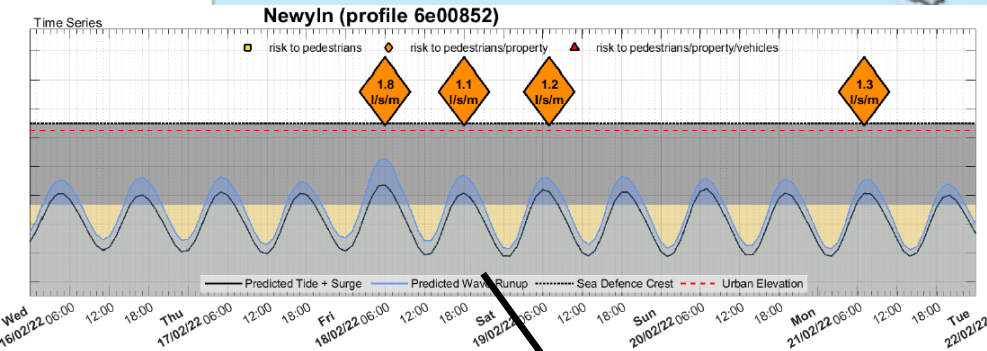 Newyln (profile 6e00852)
Time Series
risk to pedestrians risk to pedestrians/property risk to pedestrians/property/vehicles
1.8 l/s/m
1.1 l/s/m
1.2 l/s/m
1.3 l/s/m
Predicted Tide + Surge Predicted Wave Runup Sea Defence Crest Urban Elevation
Wed 16/02/22 06:00 12:00 18:00 Thu 17/02/22 06:00 12:00 18:00 Fri 18/02/22 06:00 12:00 18:00 Sat 19/02/22 06:00 12:00 18:00 Sun 20/02/22 06:00 12:00 18:00 Mon 21/02/22 06:00 12:00 18:00 Tue 22/02/22